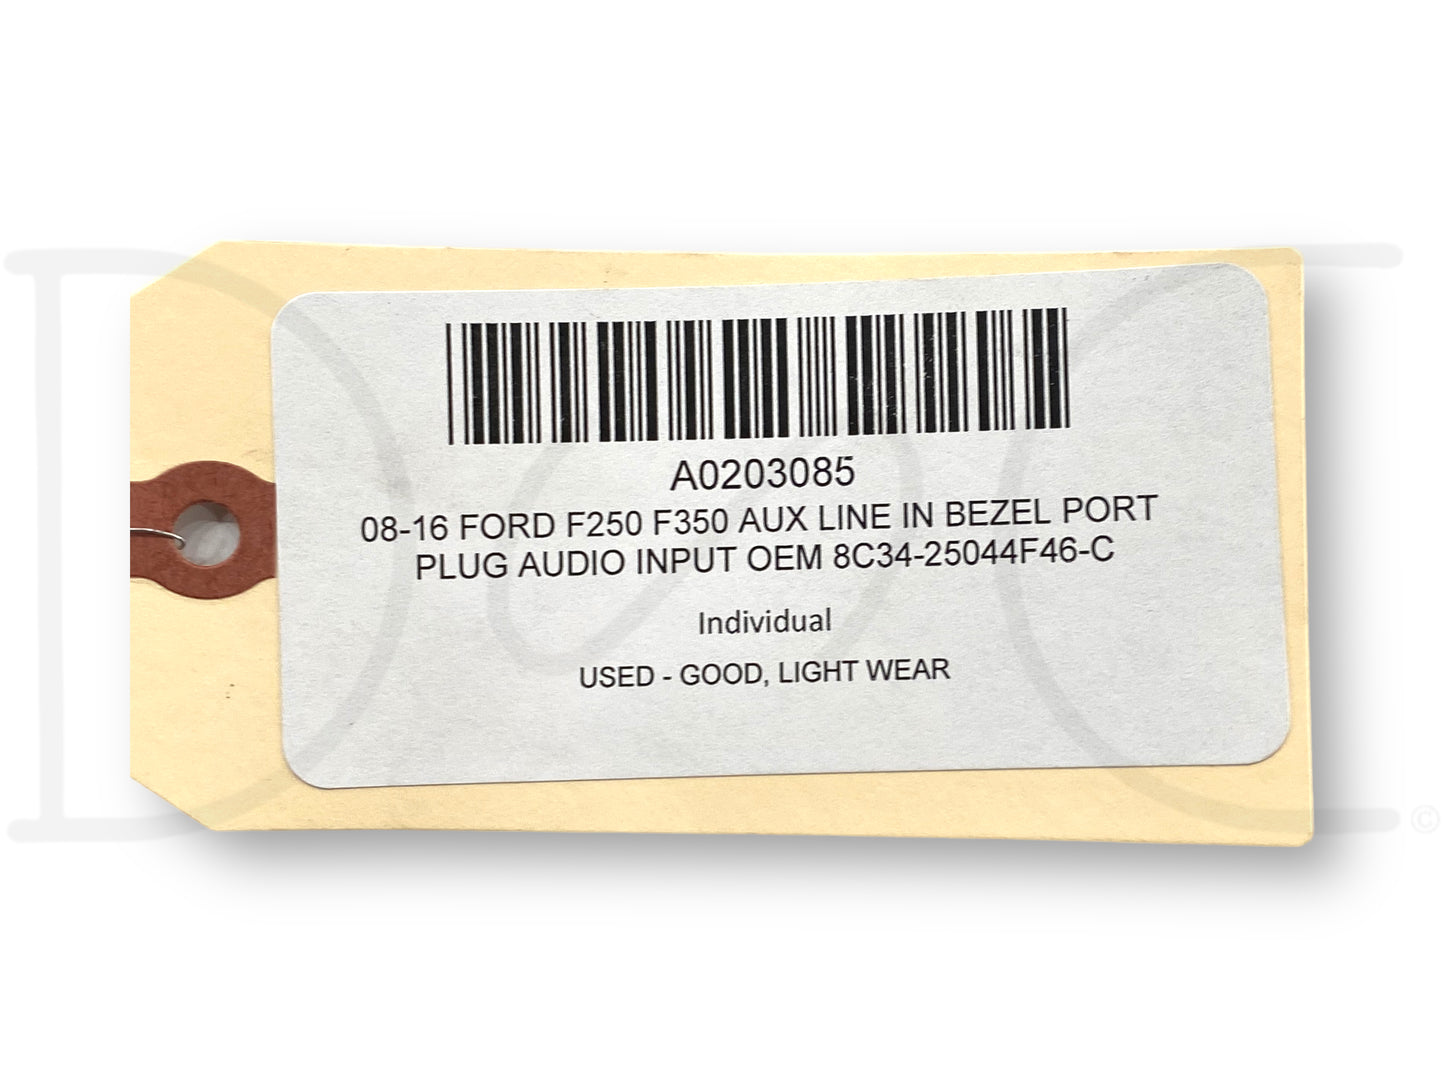 A0203085
08-16 FORD F250 F350 AUX LINE IN BEZEL PORT
PLUG AUDIO INPUT OEM 8C34-25044F46-C
Individual
USED - GOOD, LIGHT WEAR
©